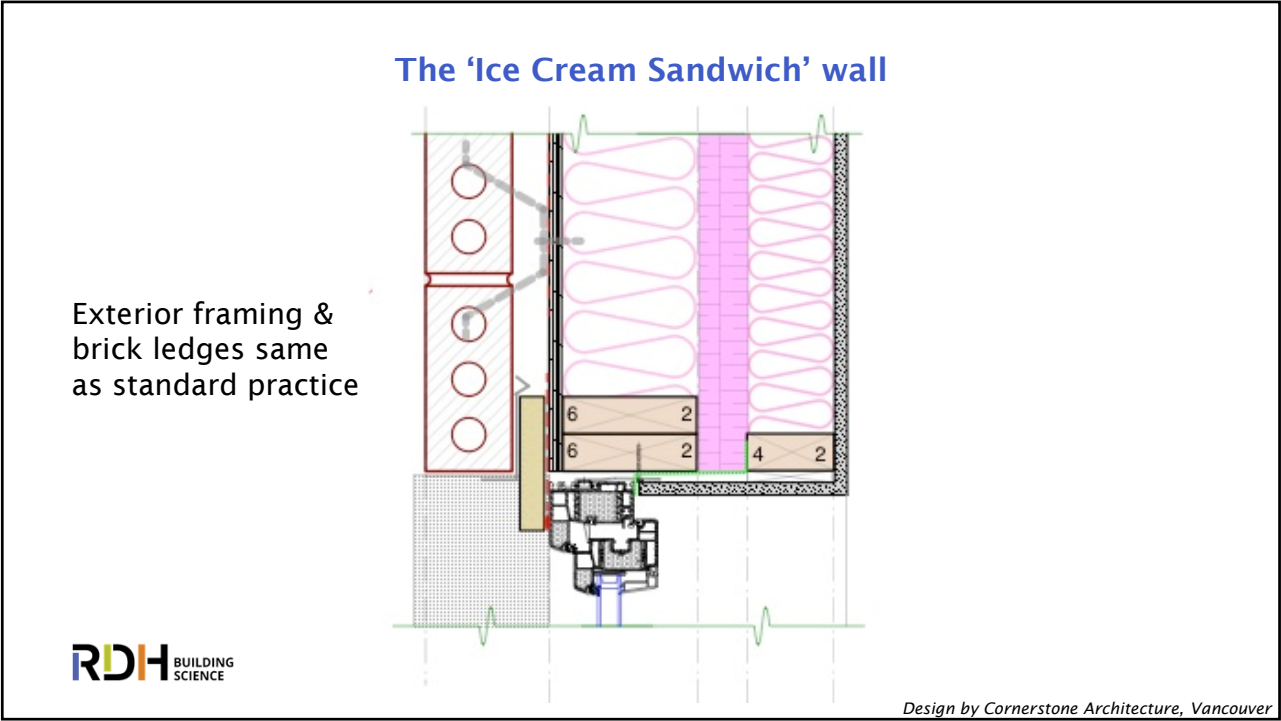 The ‘Ice Cream Sandwich’ wall
Exterior framing &
brick ledges same
as standard practice
6 2
6 2
4 2
RDH BUILDING
SCIENCE
Design by Cornerstone Architecture, Vancouver